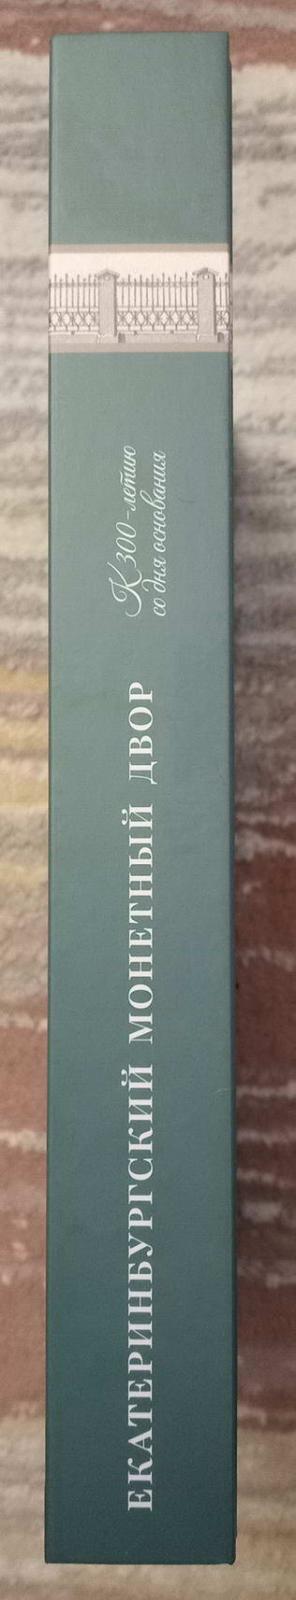 ЕКАТЕРИНБУРГСКИЙ МОНЕТНЫЙ ДВОР
К 300-летию
со дня основания